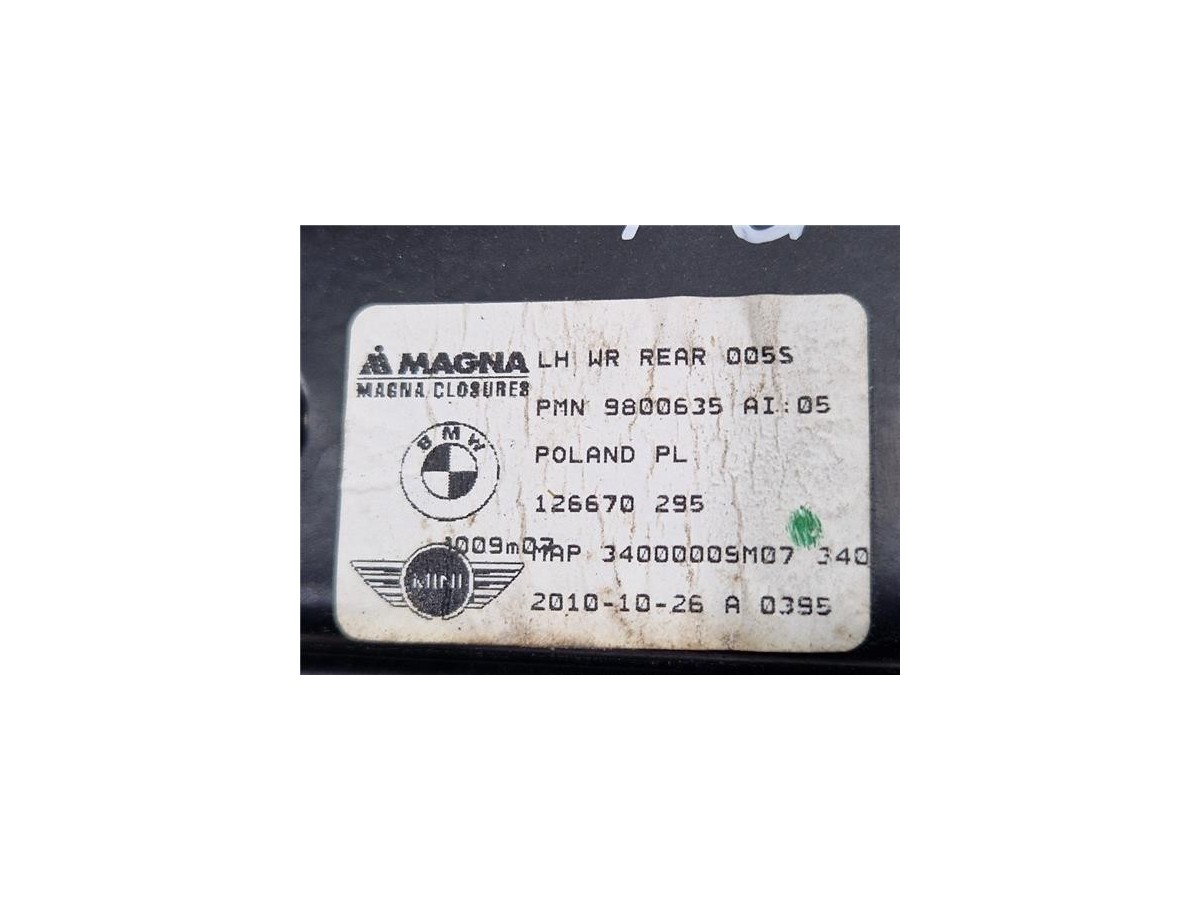 MAGNA
MAGNA CLOSURES
LH WR REAR 005S
PMN 9800635 AI:05
BMW
POLAND PL
126670 295
1009m07
MAP 3400000SM07 340
MINI
2010-10-26 A 0395